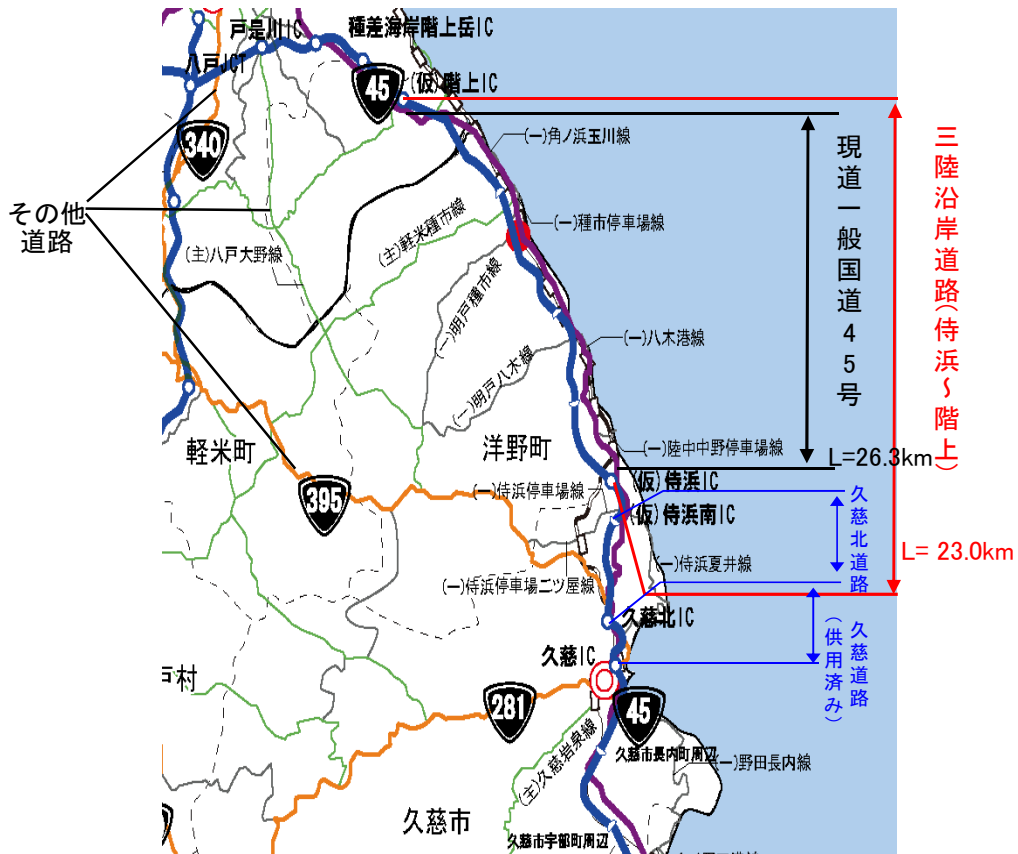 戸是川IC
種差海岸階上岳IC
八戸JCT
(仮)階上IC
45
340
(一)角ノ浜玉川線
その他
道路
(主)八戸大野線
(主)軽米種市線
(一)種市停車場線
(一)明戸種市線
(一)明戸八木線
(一)八木港線
現道一般国道45号
L=26.3km
三陸沿岸道路(侍浜～階上)
L= 23.0km
軽米町
洋野町
395
(一)陸中中野停車場線
(仮)侍浜IC
(一)侍浜停車場線
(仮)侍浜南IC
久慈北道路
(一)侍浜夏井線
(一)侍浜停車場二ツ屋線
久慈北IC
久慈道路
(供用済み)
久慈IC
戸村
281
45
(主)久慈岩泉線
久慈市長内町周辺
(一)野田長内線
久慈市
久慈市宇部町周辺